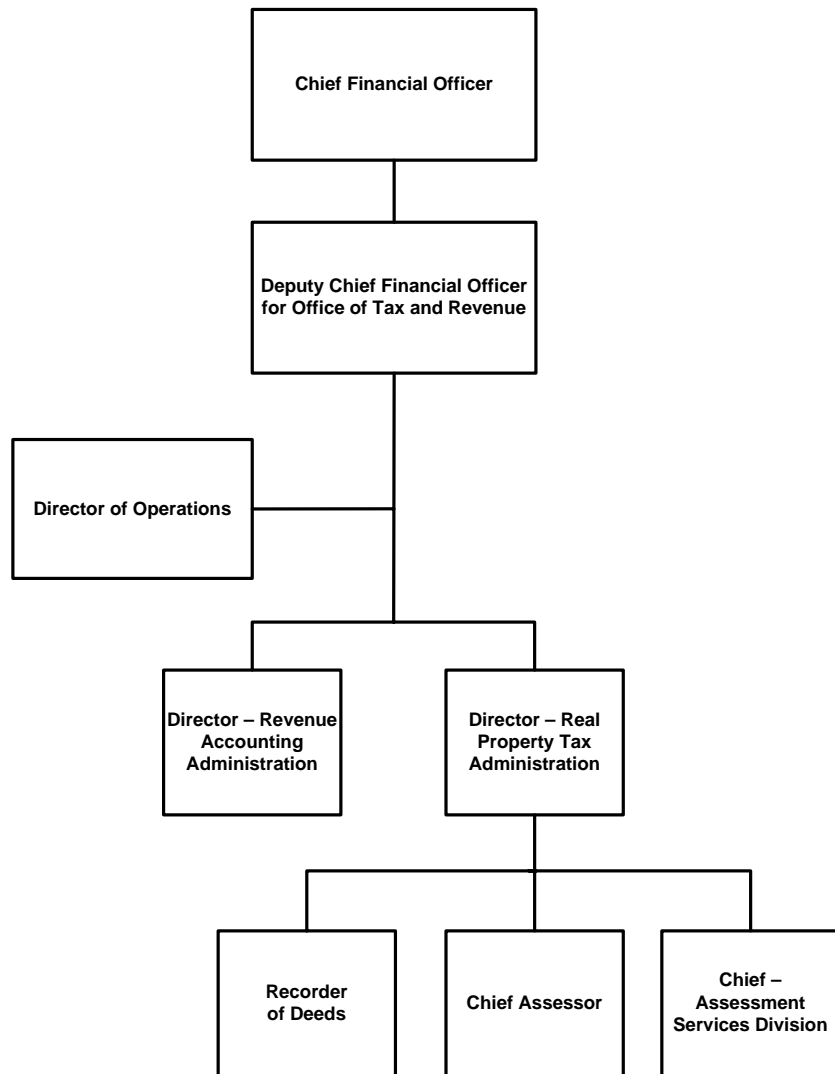 Chief Financial Officer
Deputy Chief Financial Officer
for Office of Tax and Revenue
Director of Operations
Director – Revenue
Accounting
Administration
Director – Real
Property Tax
Administration
Recorder
of Deeds
Chief Assessor
Chief –
Assessment
Services Division